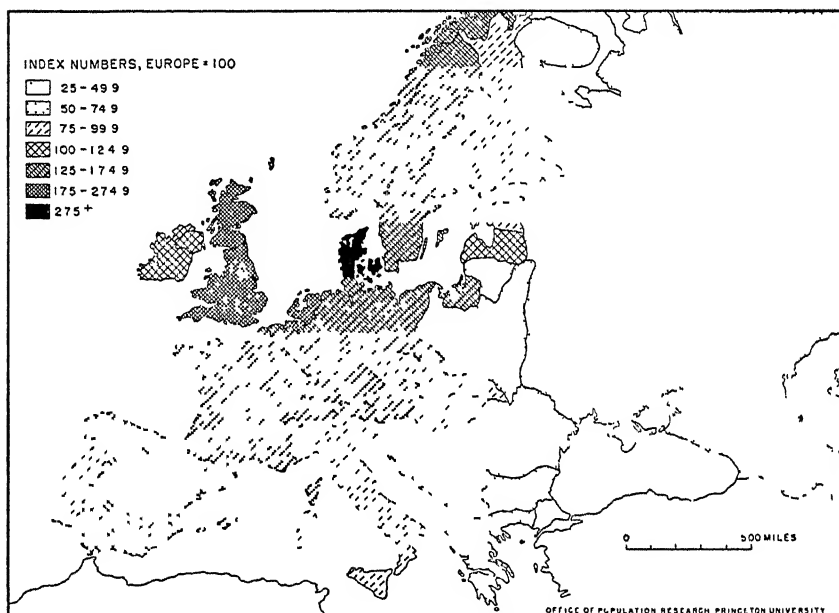 INDEX NUMBERS, EUROPE = 100
25-49 9
50-74 9
75-99 9
100-124 9
125-174 9
175-274 9
275+
0 500 MILES
OFFICE OF POPULATION RESEARCH PRINCETON UNIVERSITY